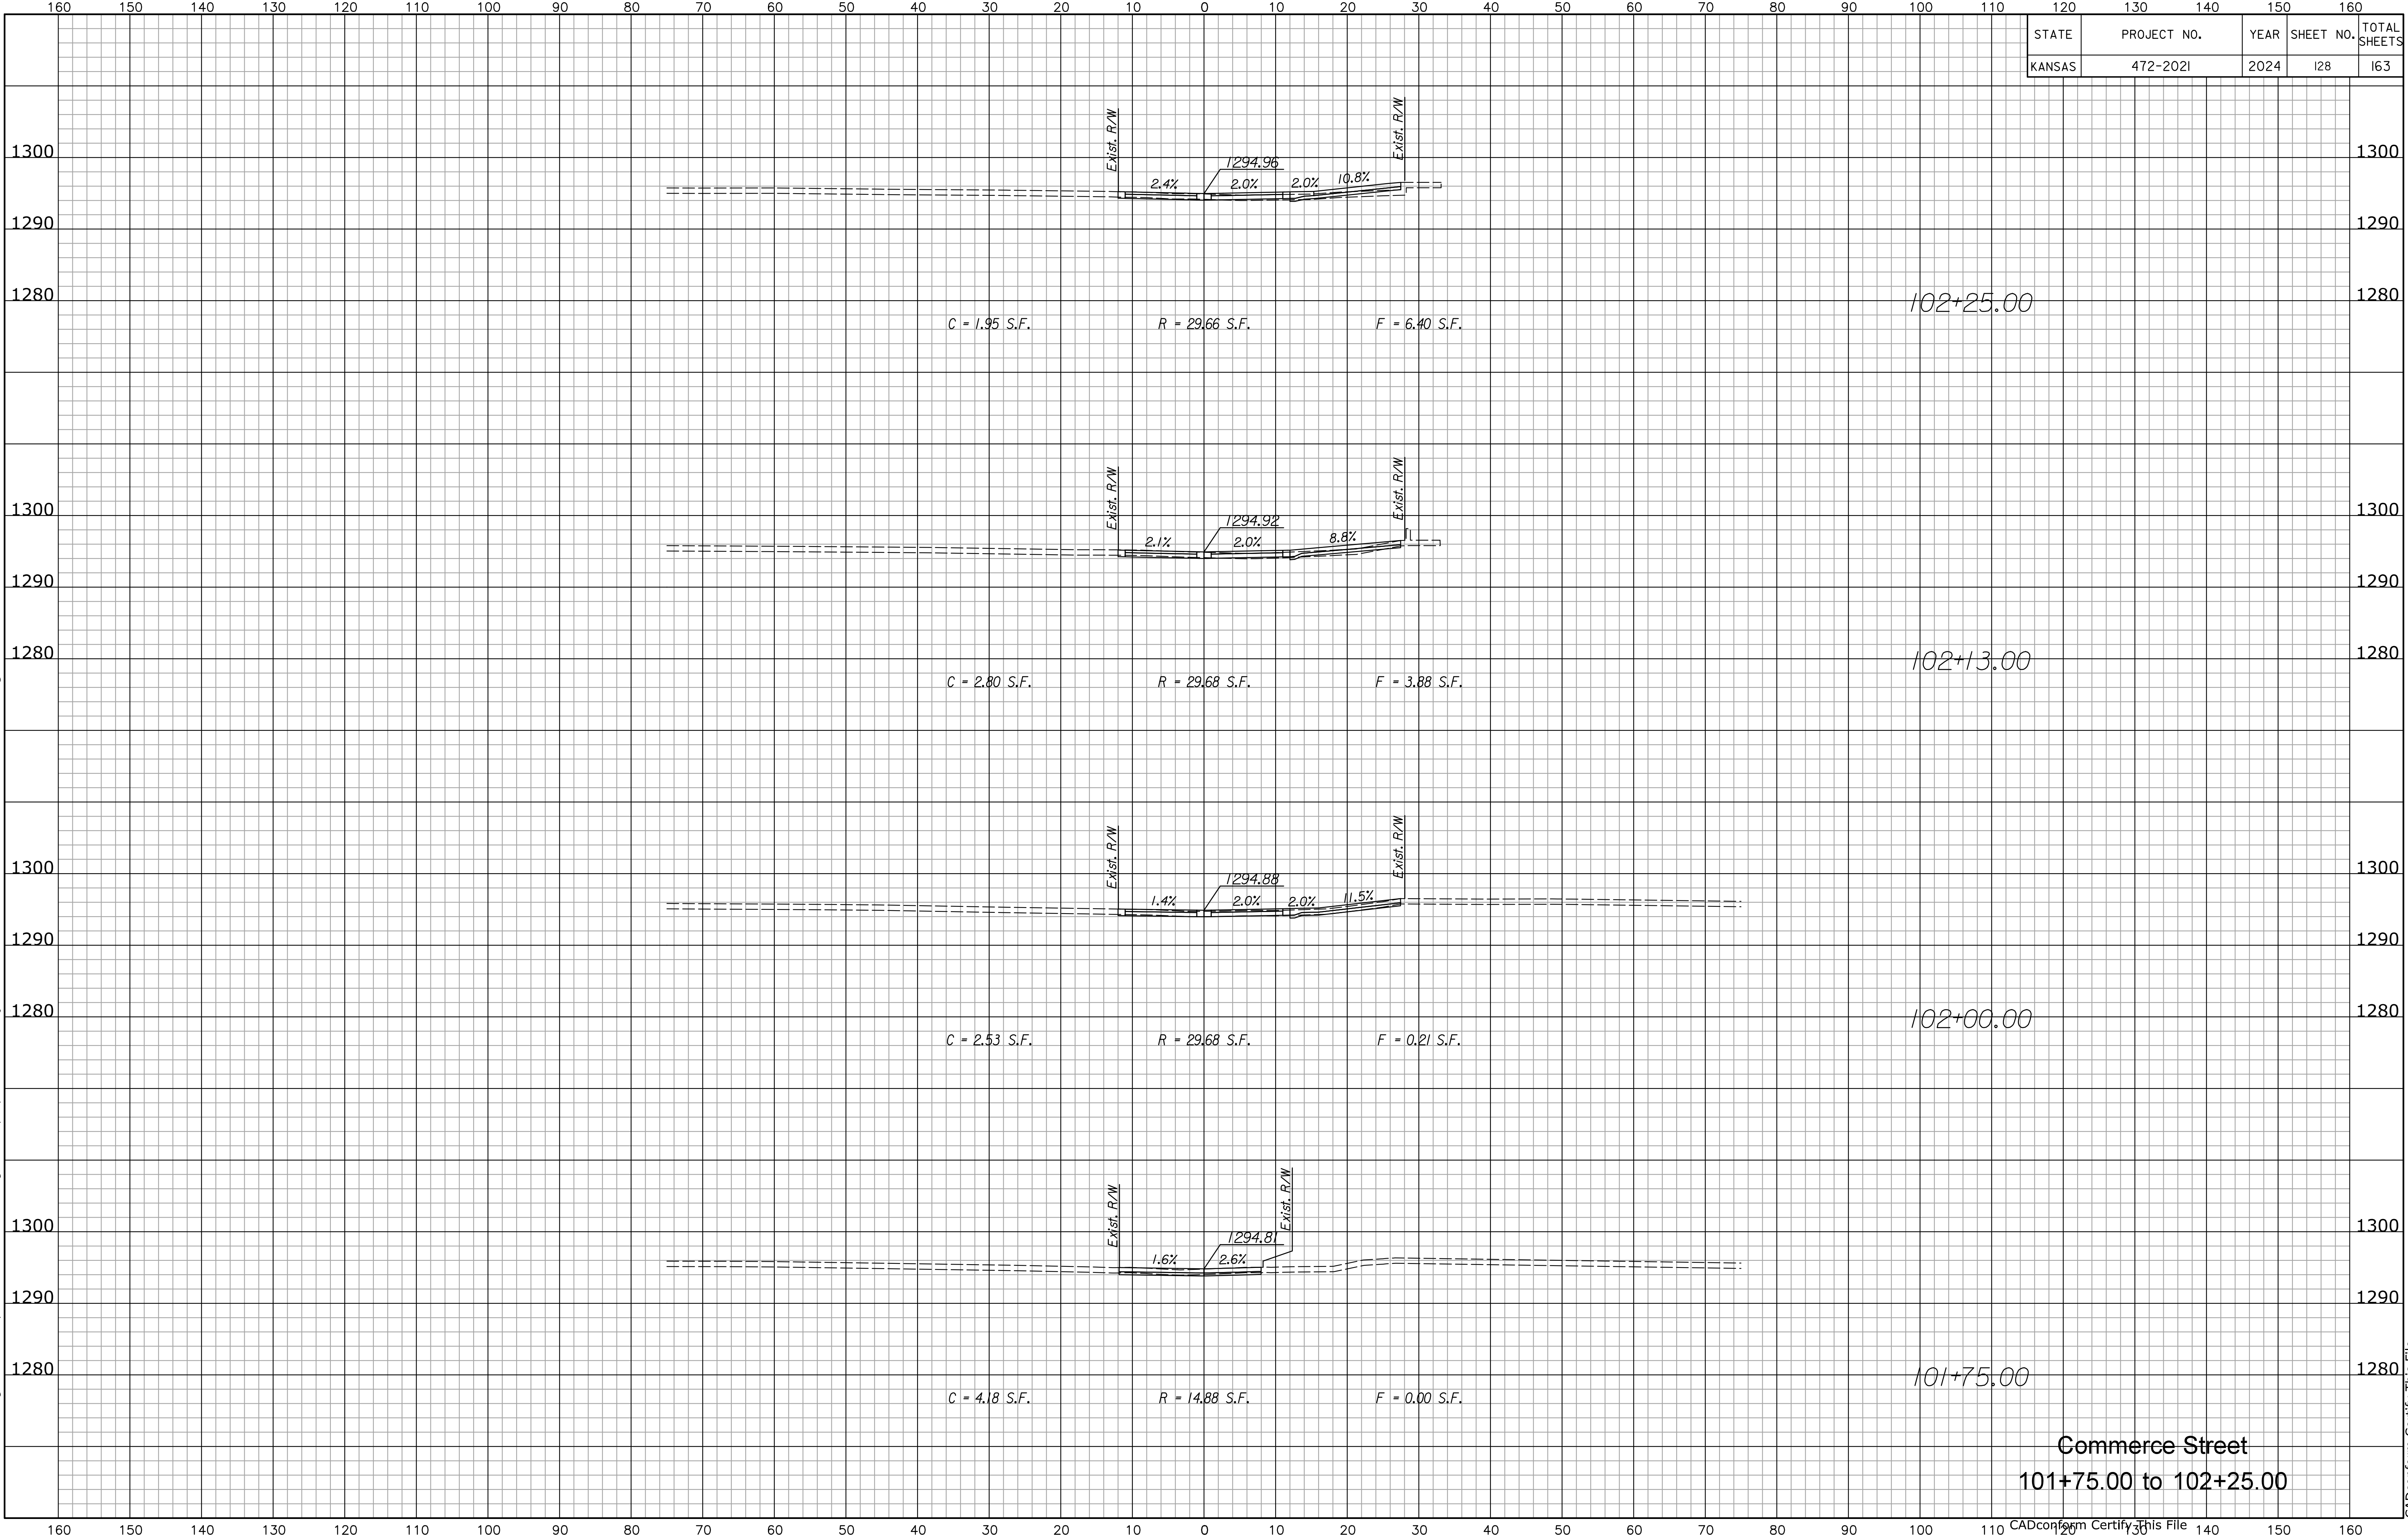 160 150 140 130 120 110 100 90 80 70 60 50 40 30 20 10 0 10 20 30 40 50 60 70 80 90 100 110 120 130 140 150 160
STATE PROJECT NO. YEAR SHEET NO. TOTAL SHEETS
KANSAS 472-2021 2024 128 163
Exist. R/W Exist. R/W
1300 1294.96 1300
2.4% 2.0% 2.0% 10.8%
1290 1290
1280 102+25.00 1280
C = 1.95 S.F. R = 29.66 S.F. F = 6.40 S.F.
Exist. R/W Exist. R/W
1300 1294.92 1300
2.1% 2.0% 8.8%
1290 1290
1280 102+13.00 1280
C = 2.80 S.F. R = 29.68 S.F. F = 3.88 S.F.
Exist. R/W Exist. R/W
1300 1294.88 1300
1.4% 2.0% 2.0% 11.5%
1290 1290
1280 102+00.00 1280
C = 2.53 S.F. R = 29.68 S.F. F = 0.21 S.F.
Exist. R/W Exist. R/W
1300 1294.81 1300
1.6% 2.6%
1290 1290
1280 101+75.00 1280
C = 4.18 S.F. R = 14.88 S.F. F = 0.00 S.F.
Commerce Street
101+75.00 to 102+25.00
160 150 140 130 120 110 100 90 80 70 60 50 40 30 20 10 0 10 20 30 40 50 60 70 80 90 100 110 120 130 140 150 160
CADconform Certify This File